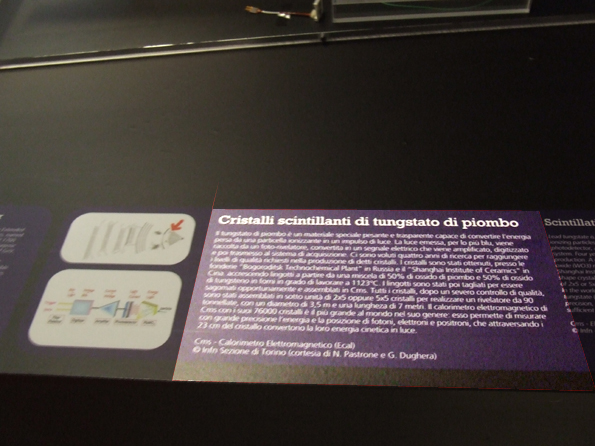 Cristalli scintillanti di tungstato di piombo
Il tungstato di piombo è un materiale speciale pesante e trasparente capace di convertire l'energia
persa da una particella ionizzante in un impulso di luce. La luce emessa, per lo più blu, viene
raccolta da un foto-rivelatore, convertita in un segnale elettrico che viene amplificato, digitizzato
e poi trasmesso al sistema di acquisizione. Ci sono voluti quattro anni di ricerca per raggiungere
i livelli di qualità richiesti nella produzione di detti cristalli. I cristalli sono stati ottenuti, presso le
fonderie "Bogoroditsk Technochemical Plant" in Russia e il "Shanghai Institute of Ceramics" in
Cina accrescendo lingotti a partire da una miscela di 50% di ossido di piombo e 50% di ossido
di tungsteno in forni in grado di lavorare a 1123°C. I lingotti sono stati poi tagliati per essere
sagomati opportunamente e assemblati in Cms. Tutti i cristalli, dopo un severo controllo di qualità,
sono stati assemblati in sotto unità di 2x5 oppure 5x5 cristalli per realizzare un rivelatore da 90
tonnellate, con un diametro di 3,5 m e una lunghezza di 7 metri. Il calorimetro elettromagnetico di
Cms con i suoi 76000 cristalli è il più grande al mondo nel suo genere: esso permette di misurare
con grande precisione l'energia e la posizione di fotoni, elettroni e positroni, che attraversando i
23 cm del cristallo convertono la loro energia cinetica in luce.
Cms - Calorimetro Elettromagnetico (Ecal)
© Infn Sezione di Torino (cortesia di N. Pastrone e G. Dughera)